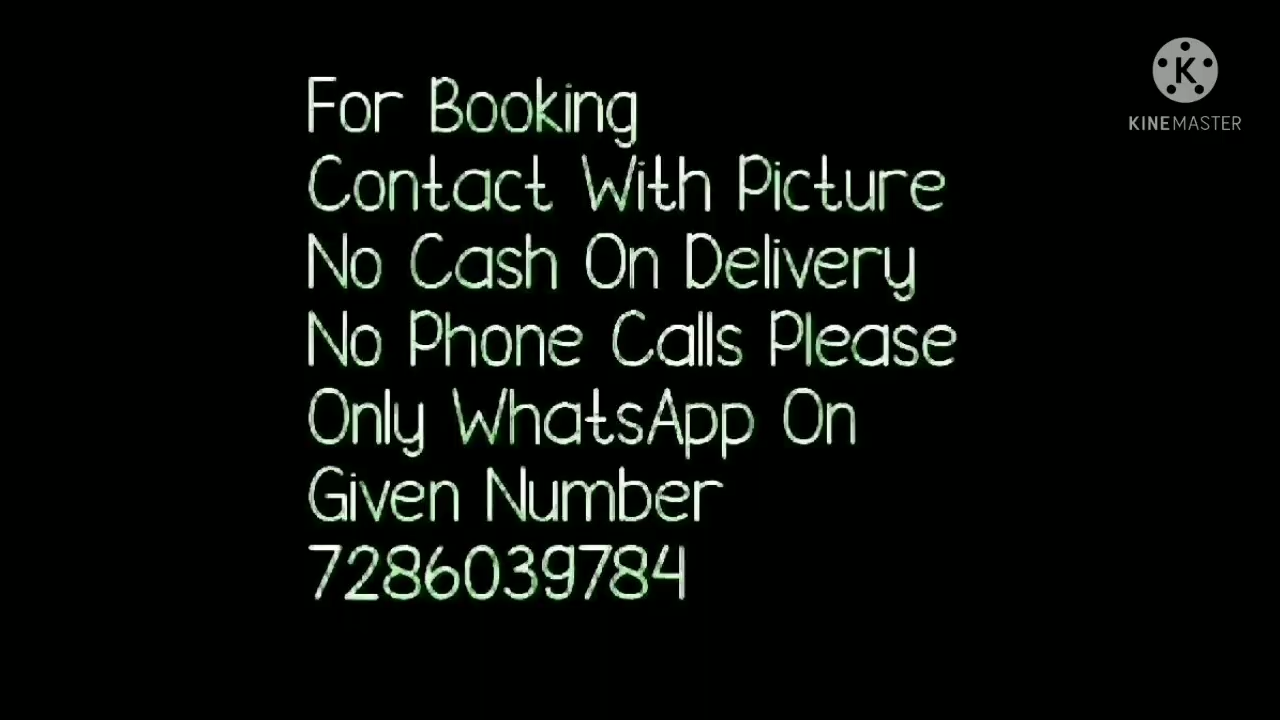 For Booking
Contact With Picture
No Cash On Delivery
No Phone Calls Please
Only WhatsApp On
Given Number
7286039784
KINEMASTER